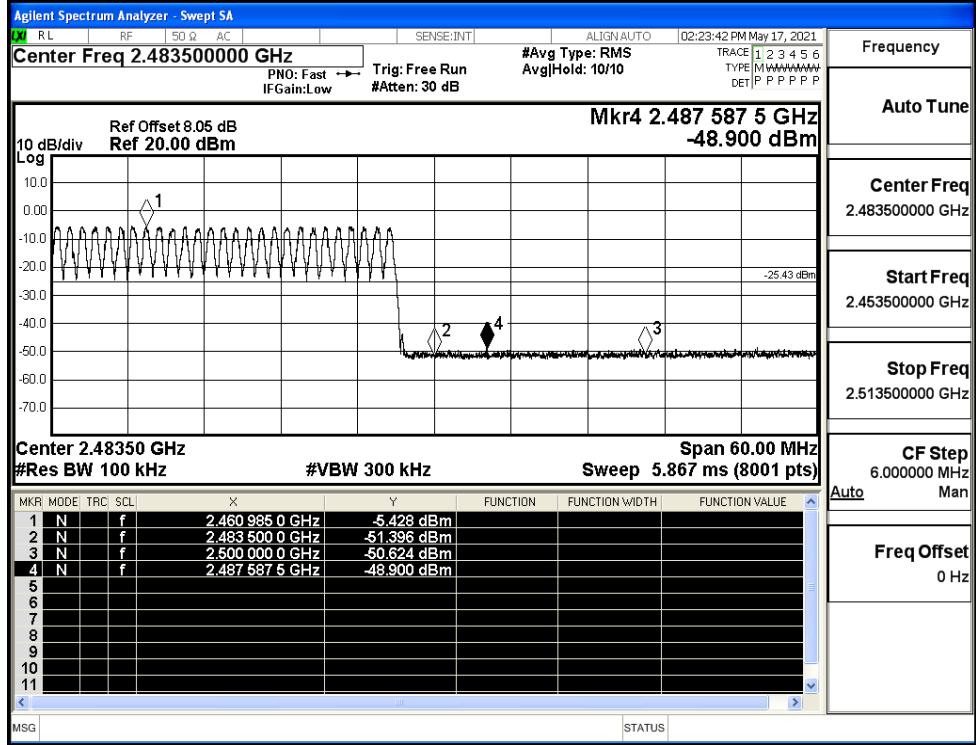 Agilent Spectrum Analyzer - Swept SA
LXI RL RF 50 Ω AC SENSE:INT ALIGN AUTO 02:23:42 PM May 17, 2021
Center Freq 2.483500000 GHz
PNO: Fast
IFGain:Low
Trig: Free Run
#Atten: 30 dB
#Avg Type: RMS
Avg|Hold: 10/10
TRACE 1 2 3 4 5 6
TYPE M W W W W W
DET P P P P P P
Mkr4 2.487 587 5 GHz
-48.900 dBm
Ref Offset 8.05 dB
10 dB/div Ref 20.00 dBm
Log
10.0
0.00
-10.0
-20.0
-30.0
-40.0
-50.0
-60.0
-70.0
1
2
4
3
-25.43 dBm
Center 2.48350 GHz Span 60.00 MHz
#Res BW 100 kHz #VBW 300 kHz Sweep 5.867 ms (8001 pts)
MKR MODE TRC SCL X Y FUNCTION FUNCTION WIDTH FUNCTION VALUE
1 N f 2.460 985 0 GHz -5.428 dBm
2 N f 2.483 500 0 GHz -51.396 dBm
3 N f 2.500 000 0 GHz -50.624 dBm
4 N f 2.487 587 5 GHz -48.900 dBm
5
6
7
8
9
10
11
MSG STATUS
Frequency
Auto Tune
Center Freq
2.483500000 GHz
Start Freq
2.453500000 GHz
Stop Freq
2.513500000 GHz
CF Step
6.000000 MHz
Auto Man
Freq Offset
0 Hz